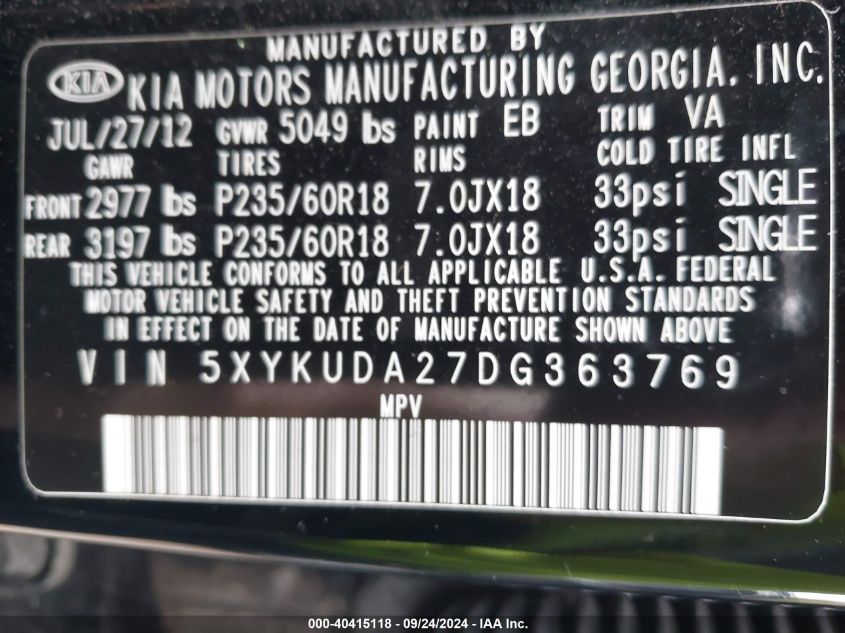 MANUFACTURED BY
KIA KIA MOTORS MANUFACTURING GEORGIA, INC.
JUL/27/12 GVWR 5049 lbs PAINT EB TRIM VA
GAWR TIRES RIMS COLD TIRE INFL
FRONT 2977 lbs P235/60R18 7.0JX18 33psi SINGLE
REAR 3197 lbs P235/60R18 7.0JX18 33psi SINGLE
THIS VEHICLE CONFORMS TO ALL APPLICABLE U.S.A. FEDERAL
MOTOR VEHICLE SAFETY AND THEFT PREVENTION STANDARDS
IN EFFECT ON THE DATE OF MANUFACTURE SHOWN ABOVE
VIN 5XYKUDA27DG363769
MPV
000-40415118 - 09/24/2024 - IAA Inc.